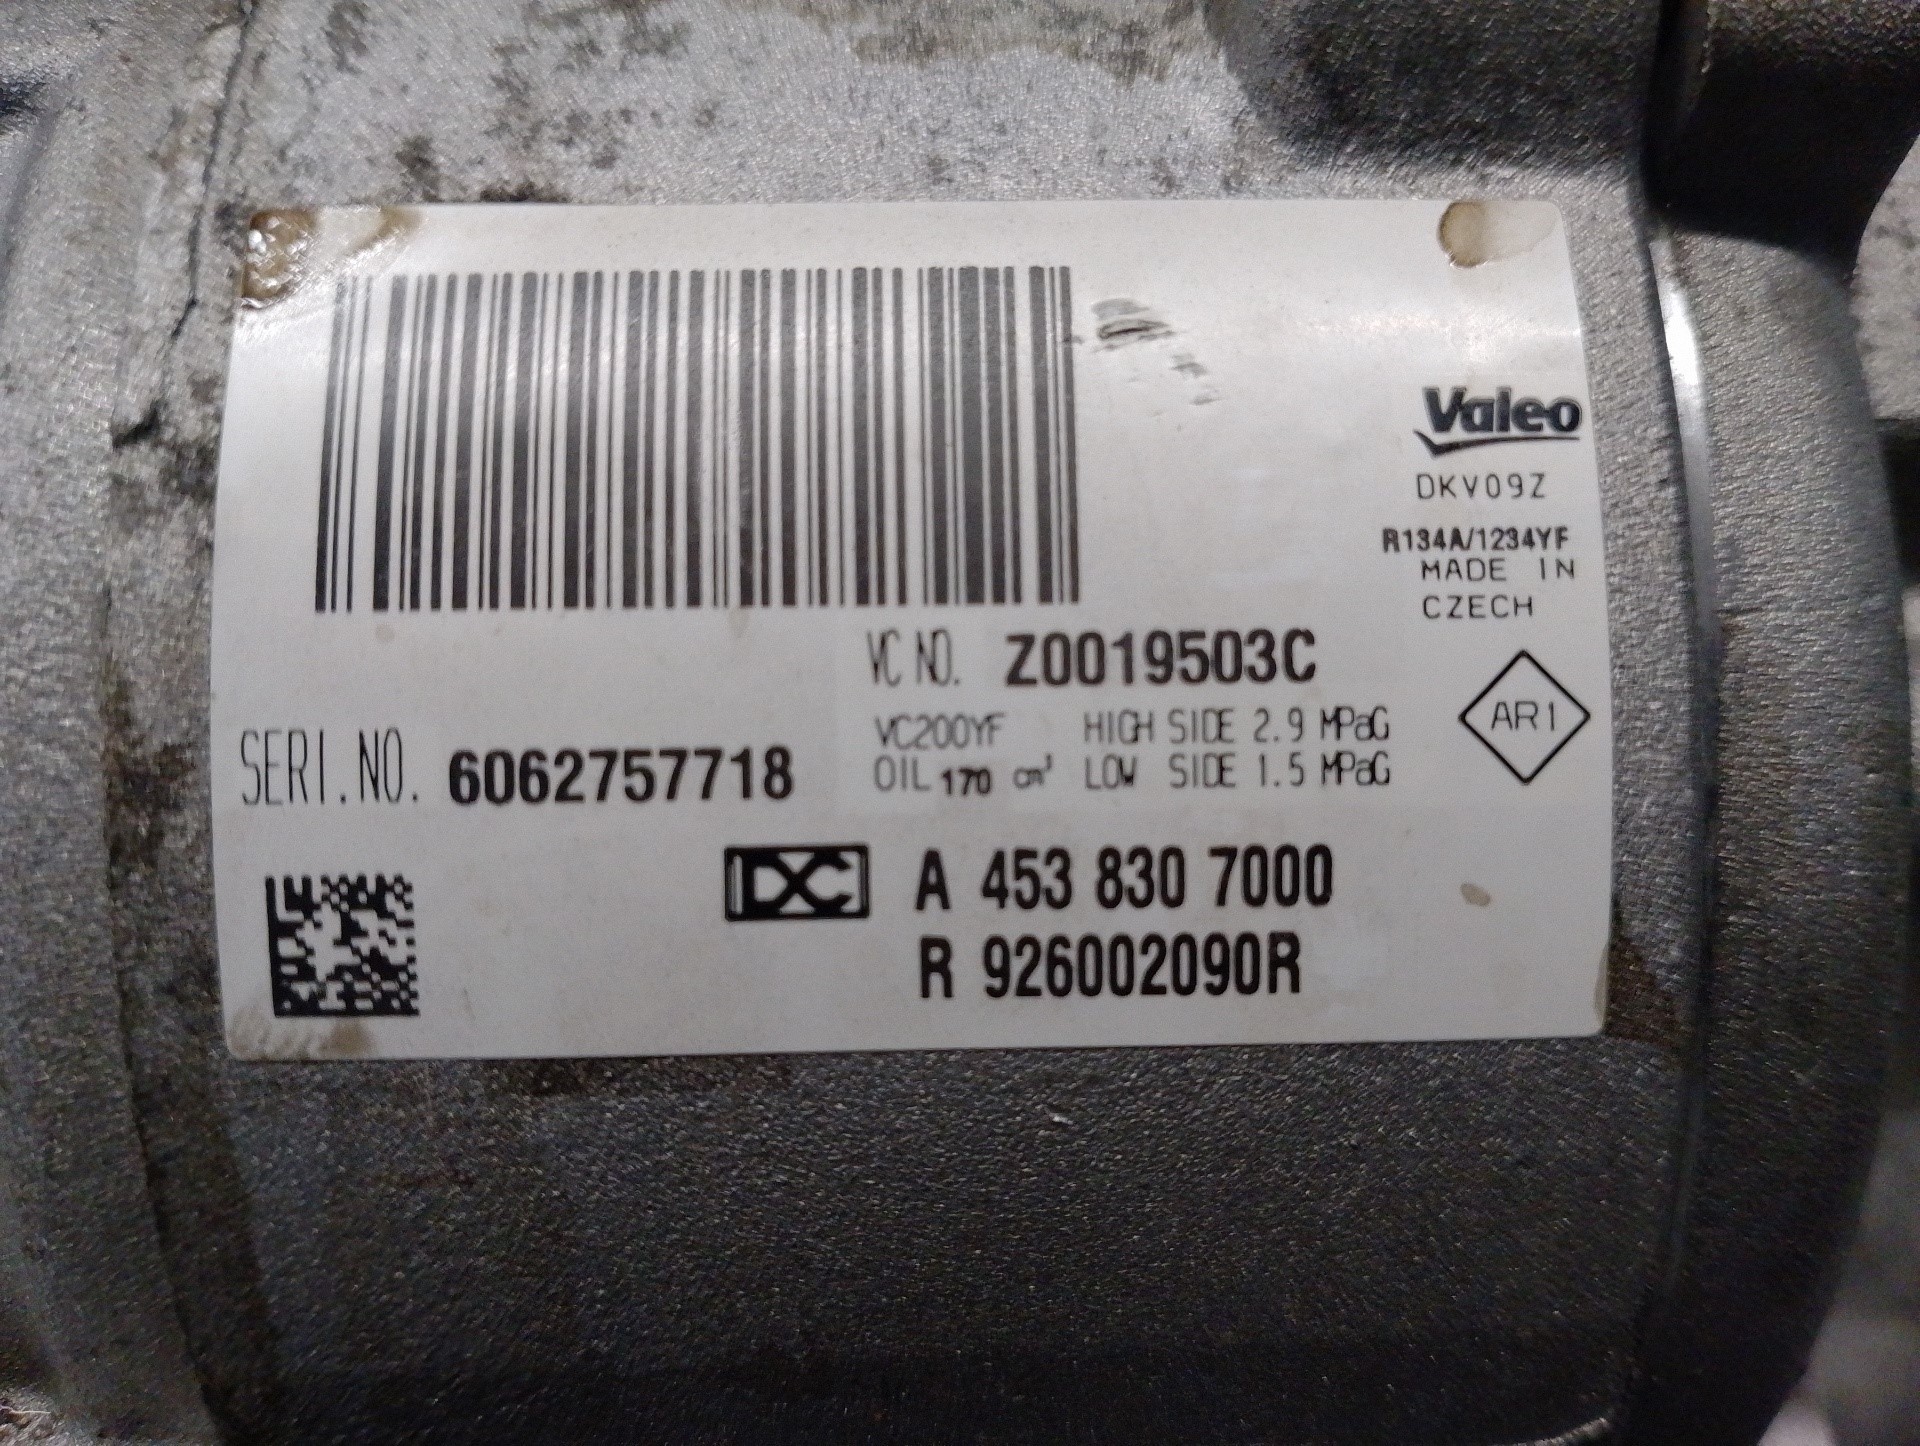 Valeo
DKV09Z
R134A/1234YF
MADE IN
CZECH
VC NO. Z0019503C
VC200YF HIGH SIDE 2.9 MPaG
OIL 170 cm³ LOW SIDE 1.5 MPaG
AR1
SERI.NO. 6062757718
DC A 453 830 7000
R 926002090R